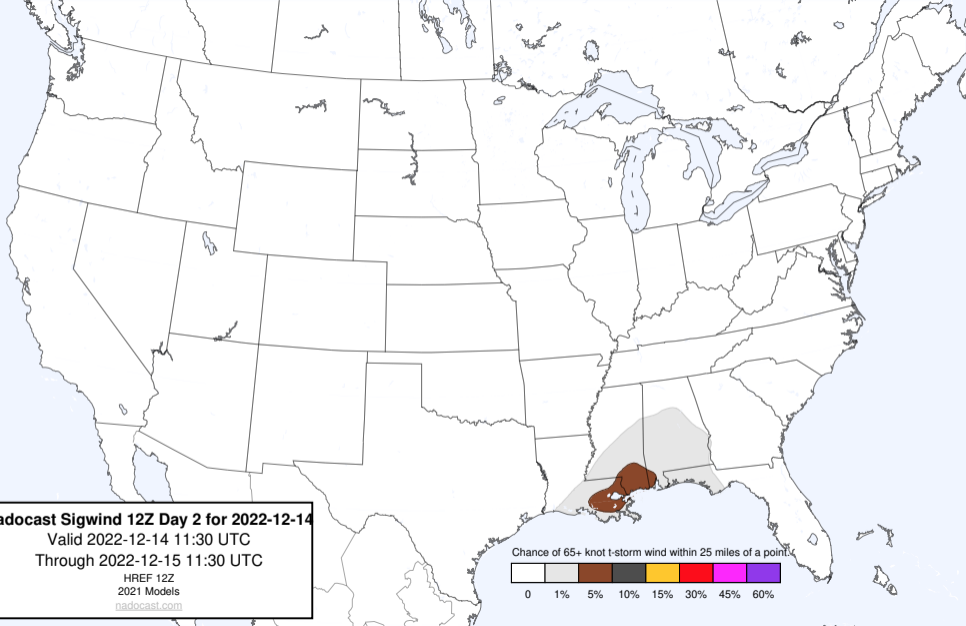 adocast Sigwind 12Z Day 2 for 2022-12-14
Valid 2022-12-14 11:30 UTC
Through 2022-12-15 11:30 UTC
HREF 12Z
2021 Models
nadocast.com
Chance of 65+ knot t-storm wind within 25 miles of a point.
0 1% 5% 10% 15% 30% 45% 60%